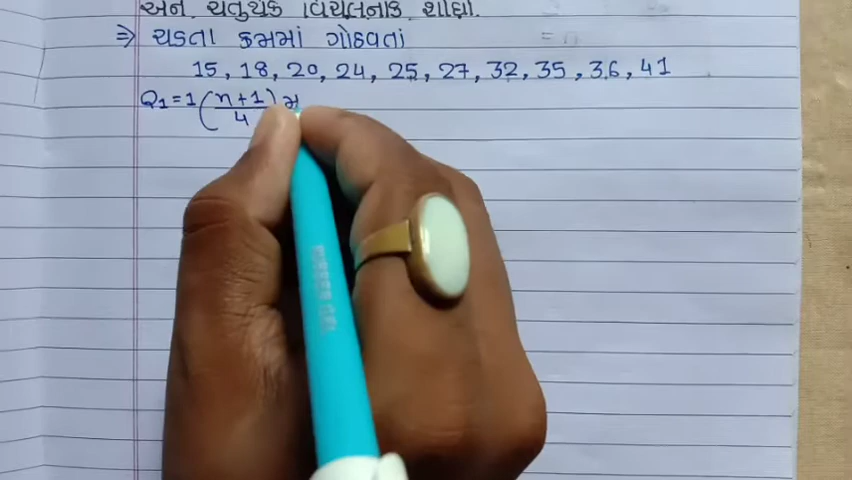 અને ચતુર્થક વિચલનાંક શોધો.
⇒ ચડતા ક્રમમાં ગોઠવતાં
15, 18, 20, 24, 25, 27, 32, 35, 36, 41
Q₁ = 1 (n+1/4) મ